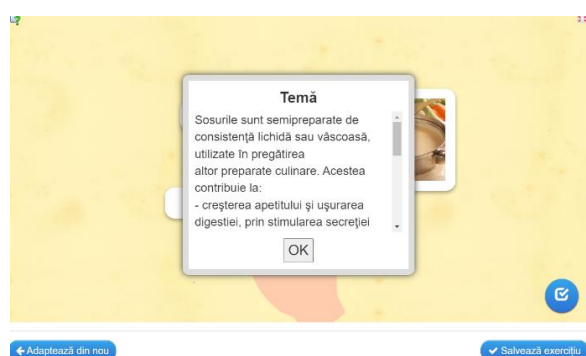 Temă
Sosurile sunt semipreparate de
consistenţă lichidă sau vâscoasă,
utilizate în pregătirea
altor preparate culinare. Acestea
contribuie la:
- creşterea apetitului şi uşurarea
digestiei, prin stimularea secreţiei
OK
Adaptează din nou
Salvează exerciţiu